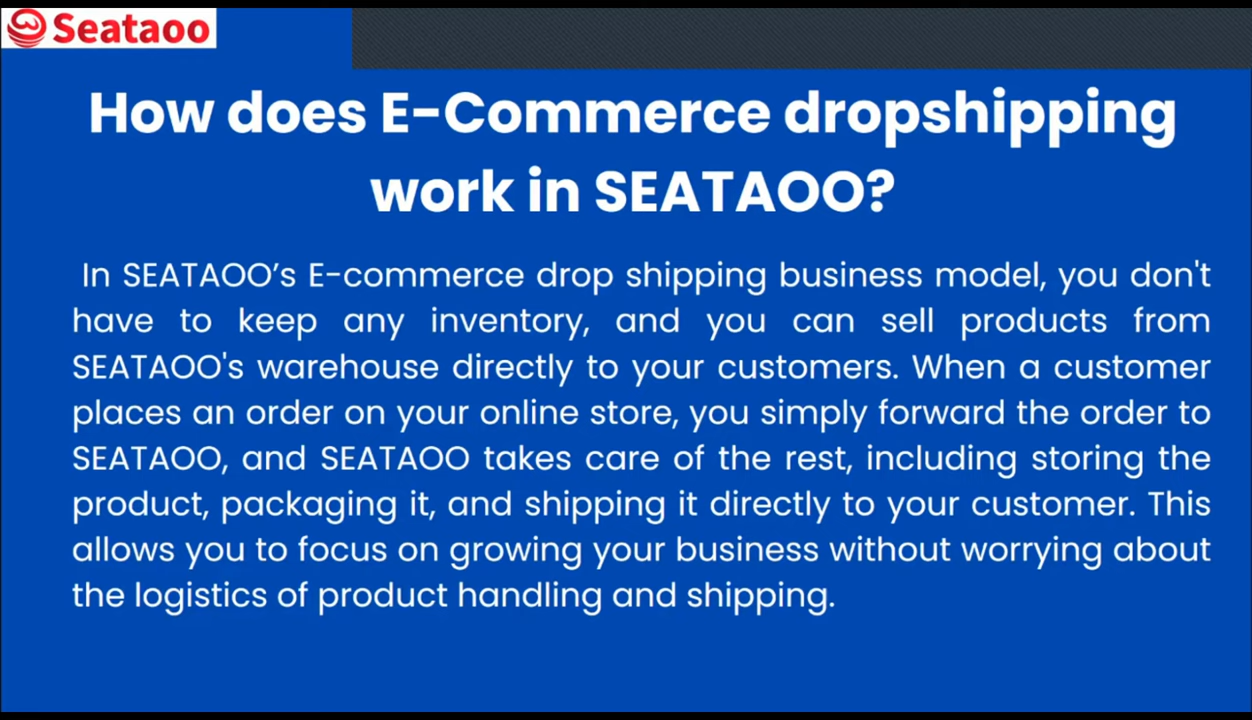 Seataoo
How does E-Commerce dropshipping
work in SEATAOO?
In SEATAOO’s E-commerce drop shipping business model, you don't
have to keep any inventory, and you can sell products from
SEATAOO's warehouse directly to your customers. When a customer
places an order on your online store, you simply forward the order to
SEATAOO, and SEATAOO takes care of the rest, including storing the
product, packaging it, and shipping it directly to your customer. This
allows you to focus on growing your business without worrying about
the logistics of product handling and shipping.